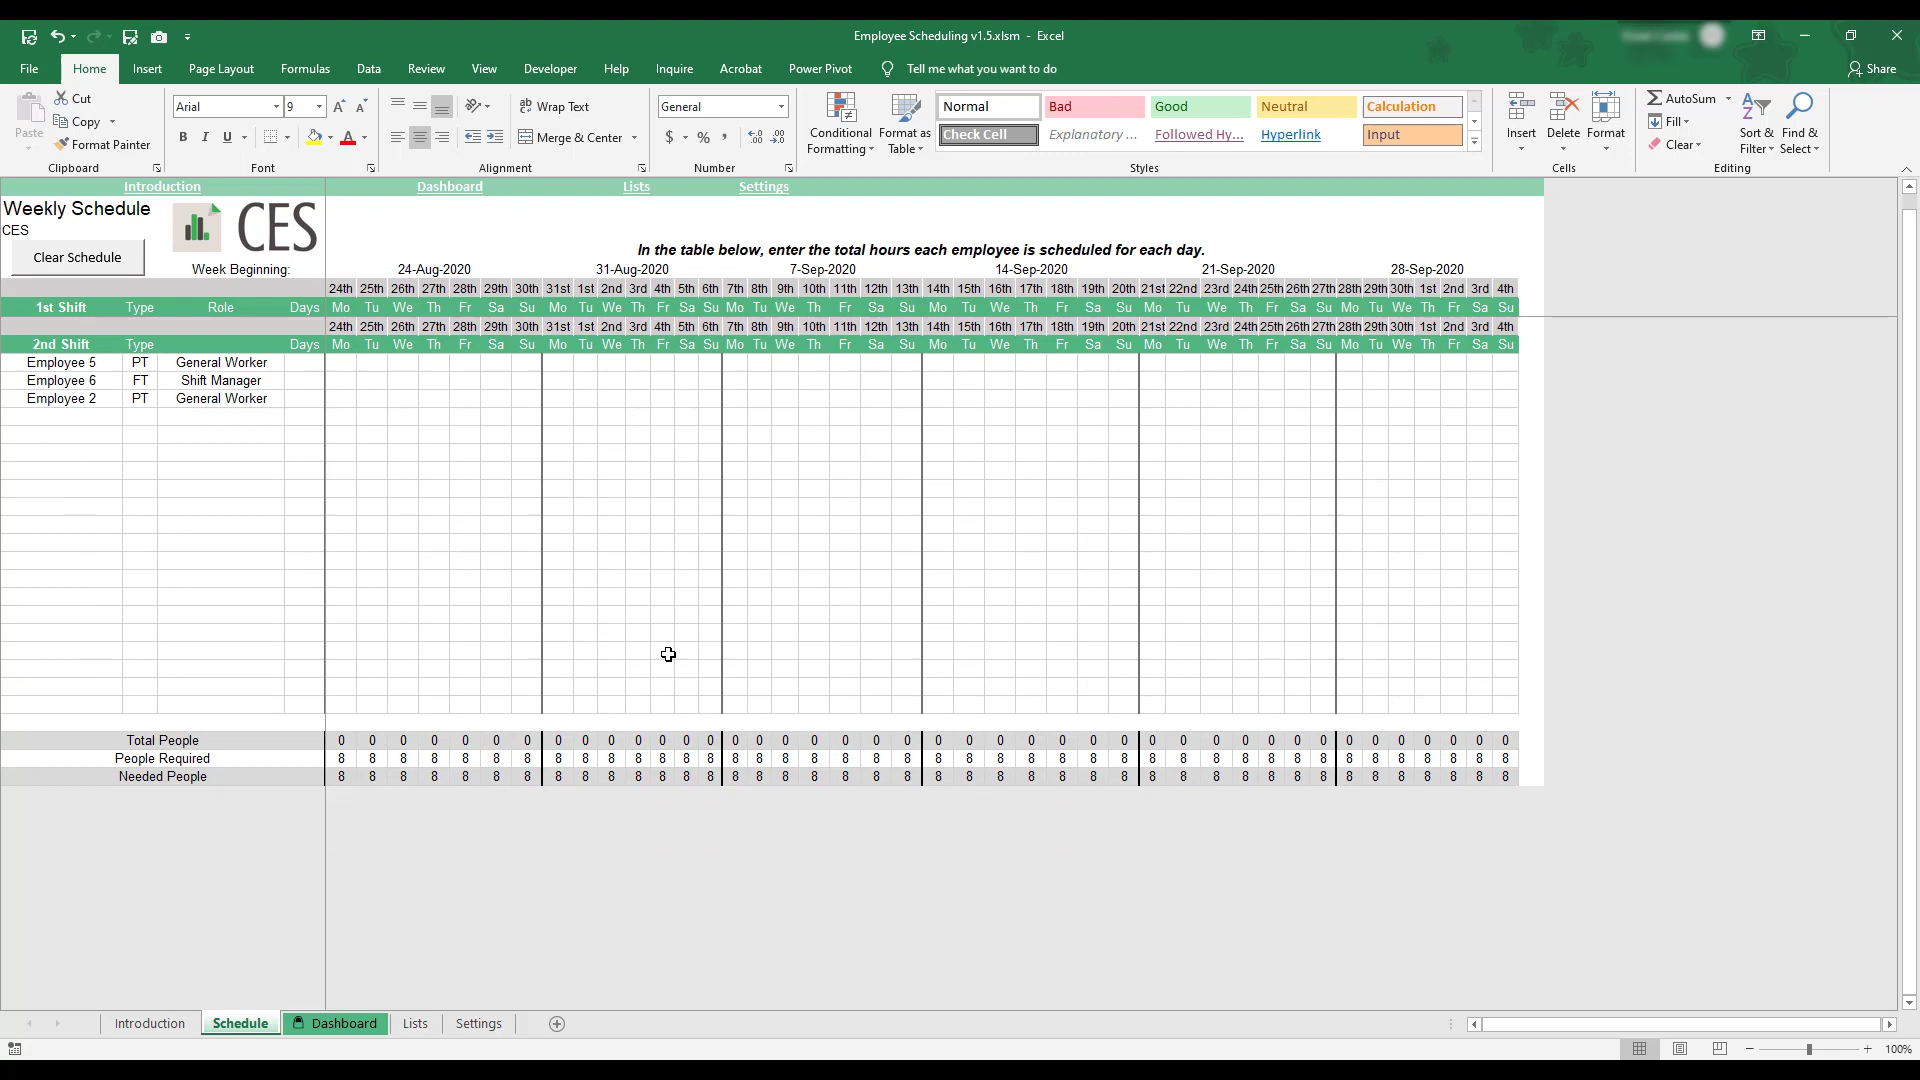 Employee Scheduling v1.5.xlsm - Excel
File Home Insert Page Layout Formulas Data Review View Developer Help Inquire Acrobat Power Pivot Tell me what you want to do Share
Paste Cut Copy Format Painter Clipboard
Arial 9 A A B I U A Font
ab Wrap Text Merge & Center Alignment
General $ % , Number
Conditional Formatting Format as Table
Normal Bad Good Neutral Calculation
Check Cell Explanatory ... Followed Hy... Hyperlink Input
Styles
Insert Delete Format Cells
AutoSum Fill Clear Sort & Filter Find & Select Editing
Introduction Dashboard Lists Settings
Weekly Schedule
CES
CES
Clear Schedule
In the table below, enter the total hours each employee is scheduled for each day.
Week Beginning: 24-Aug-2020 31-Aug-2020 7-Sep-2020 14-Sep-2020 21-Sep-2020 28-Sep-2020
24th 25th 26th 27th 28th 29th 30th 31st 1st 2nd 3rd 4th 5th 6th 7th 8th 9th 10th 11th 12th 13th 14th 15th 16th 17th 18th 19th 20th 21st 22nd 23rd 24th 25th 26th 27th 28th 29th 30th 1st 2nd 3rd 4th
1st Shift Type Role Days Mo Tu We Th Fr Sa Su Mo Tu We Th Fr Sa Su Mo Tu We Th Fr Sa Su Mo Tu We Th Fr Sa Su Mo Tu We Th Fr Sa Su Mo Tu We Th Fr Sa Su
24th 25th 26th 27th 28th 29th 30th 31st 1st 2nd 3rd 4th 5th 6th 7th 8th 9th 10th 11th 12th 13th 14th 15th 16th 17th 18th 19th 20th 21st 22nd 23rd 24th 25th 26th 27th 28th 29th 30th 1st 2nd 3rd 4th
2nd Shift Type Days Mo Tu We Th Fr Sa Su Mo Tu We Th Fr Sa Su Mo Tu We Th Fr Sa Su Mo Tu We Th Fr Sa Su Mo Tu We Th Fr Sa Su Mo Tu We Th Fr Sa Su
Employee 5 PT General Worker
Employee 6 FT Shift Manager
Employee 2 PT General Worker
Total People 0 0 0 0 0 0 0 0 0 0 0 0 0 0 0 0 0 0 0 0 0 0 0 0 0 0 0 0 0 0 0 0 0 0 0 0 0 0 0 0 0 0
People Required 8 8 8 8 8 8 8 8 8 8 8 8 8 8 8 8 8 8 8 8 8 8 8 8 8 8 8 8 8 8 8 8 8 8 8 8 8 8 8 8 8 8
Needed People 8 8 8 8 8 8 8 8 8 8 8 8 8 8 8 8 8 8 8 8 8 8 8 8 8 8 8 8 8 8 8 8 8 8 8 8 8 8 8 8 8 8
Introduction Schedule Dashboard Lists Settings
100%